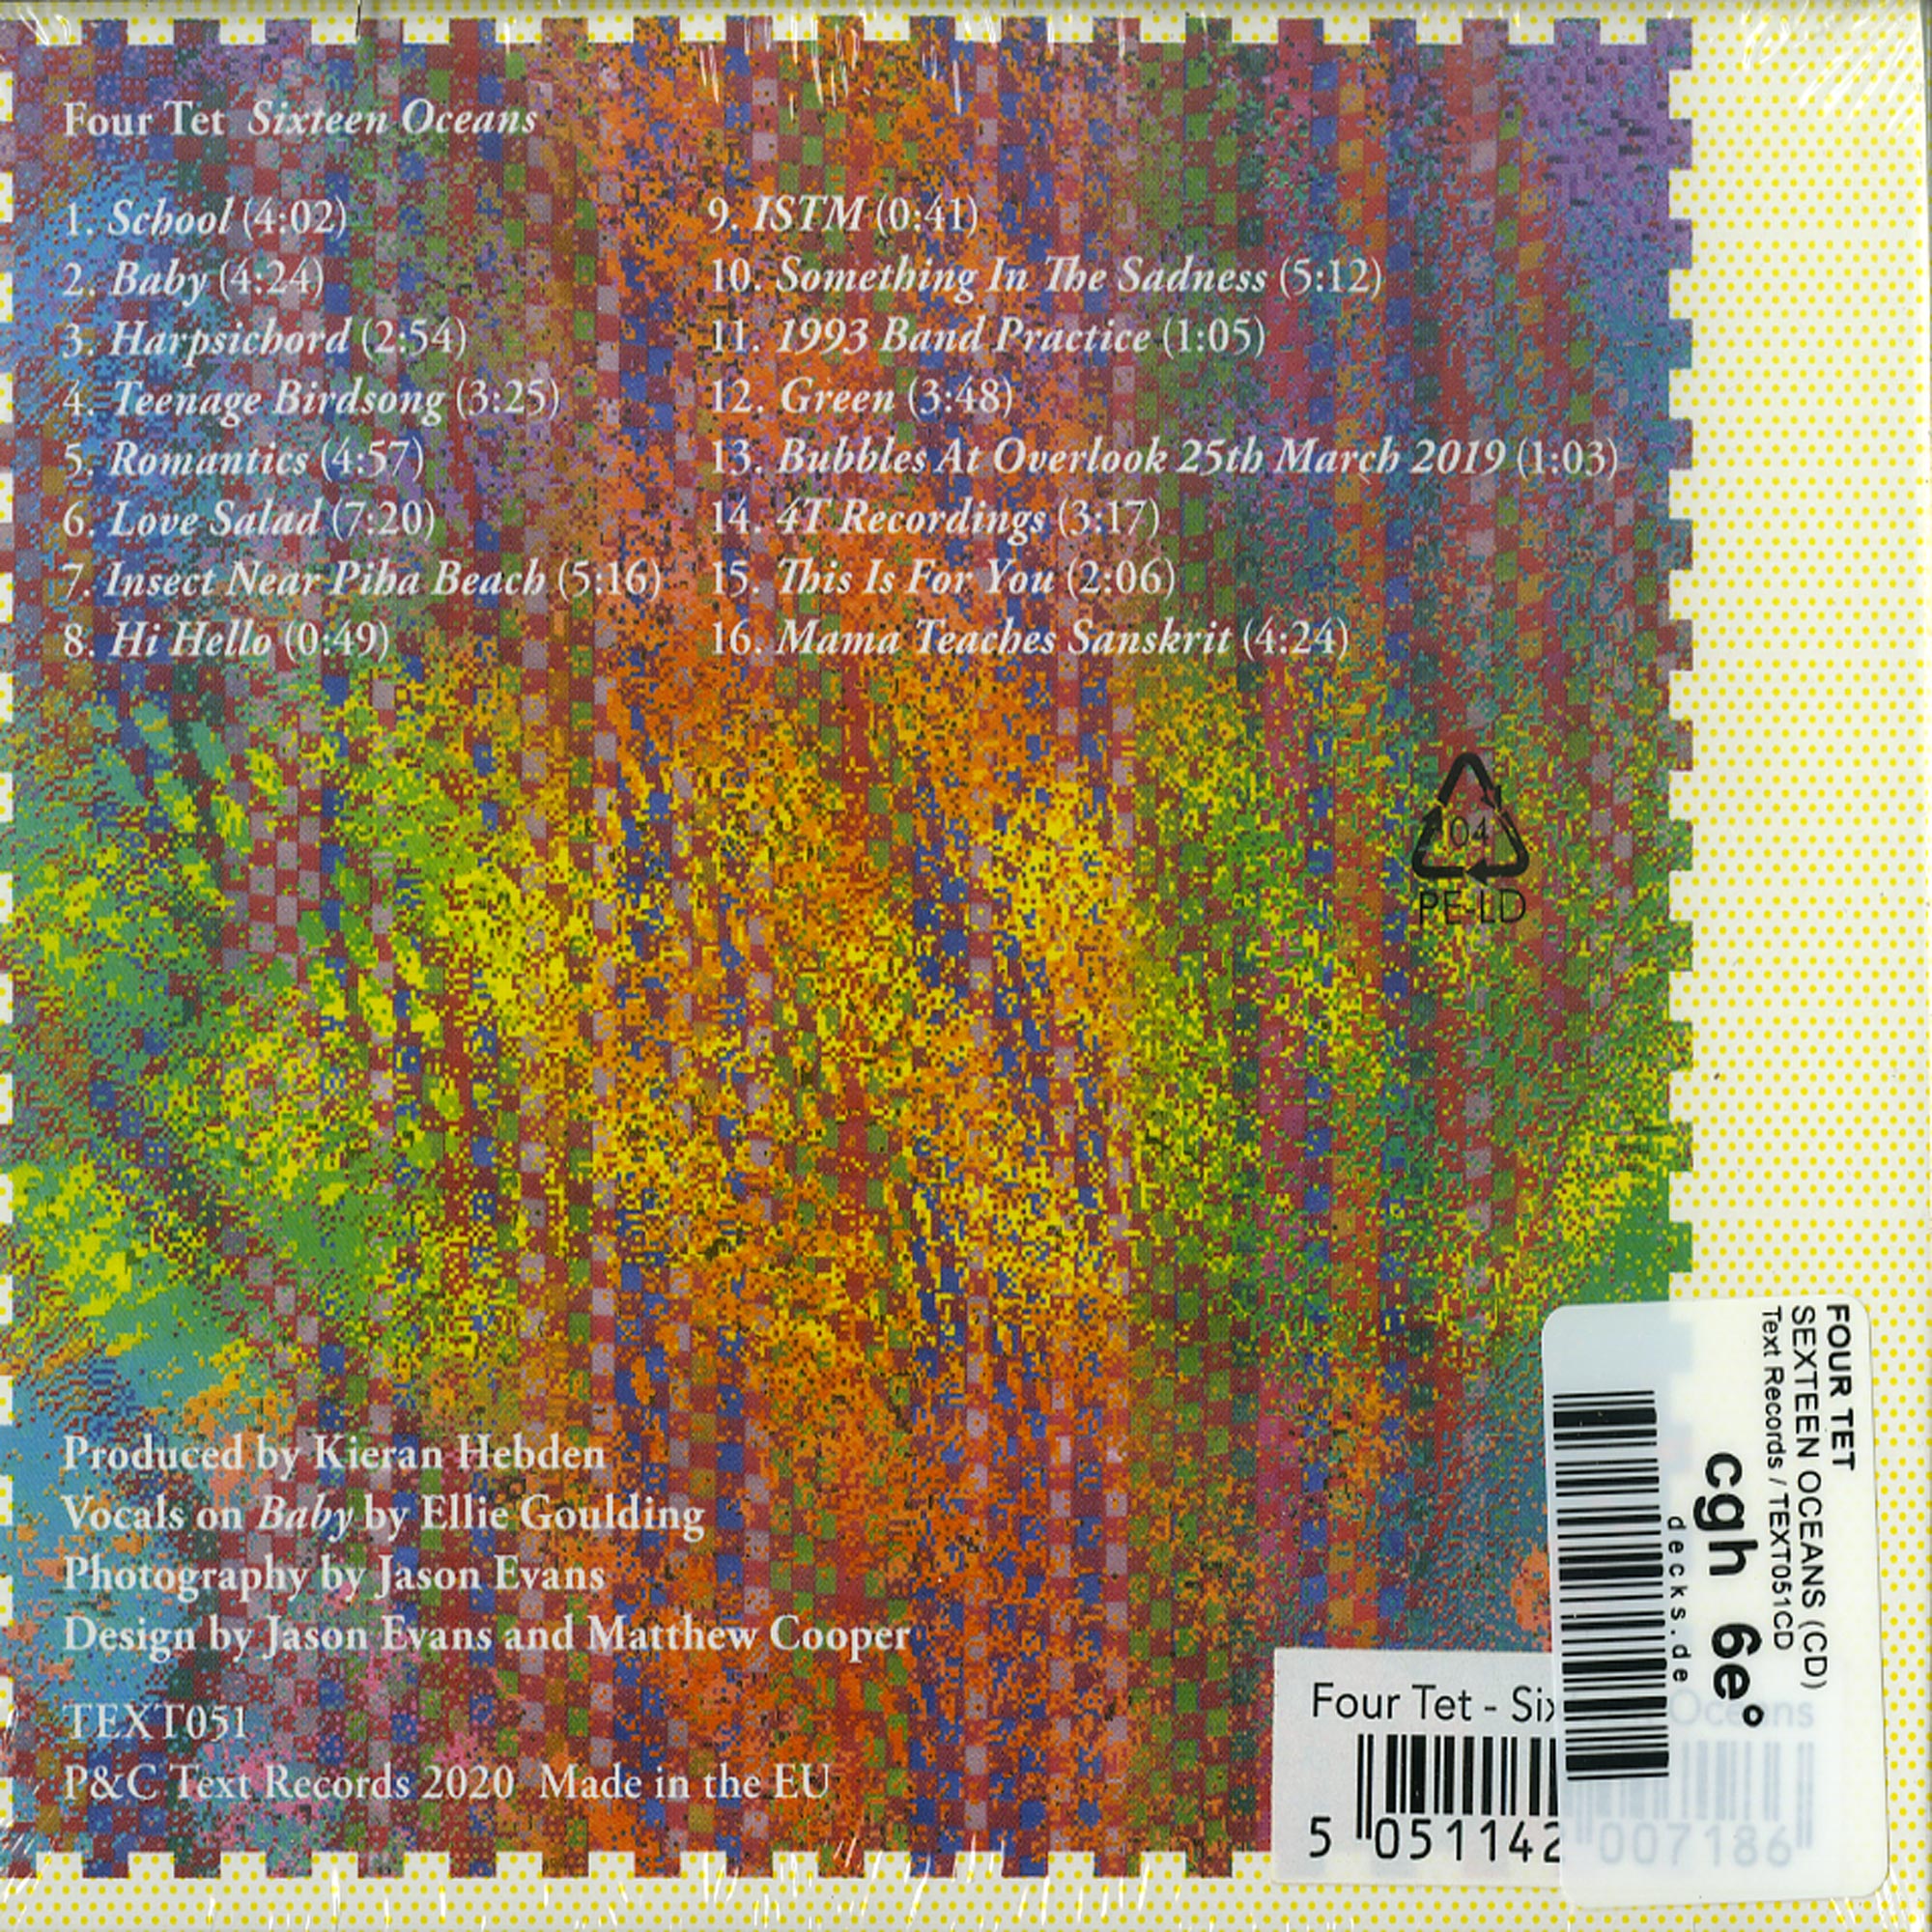 Four Tet Sixteen Oceans
1. School (4:02)
2. Baby (4:24)
3. Harpsichord (2:54)
4. Teenage Birdsong (3:25)
5. Romantics (4:57)
6. Love Salad (7:20)
7. Insect Near Piha Beach (5:16)
8. Hi Hello (0:49)
9. ISTM (0:41)
10. Something In The Sadness (5:12)
11. 1993 Band Practice (1:05)
12. Green (3:48)
13. Bubbles At Overlook 25th March 2019 (1:03)
14. 4T Recordings (3:17)
15. This Is For You (2:06)
16. Mama Teaches Sanskrit (4:24)
04
PE-LD
Produced by Kieran Hebden
Vocals on Baby by Ellie Goulding
Photography by Jason Evans
Design by Jason Evans and Matthew Cooper
TEXT051
P&C Text Records 2020 Made in the EU
FOUR TET
SEXTEEN OCEANS (CD)
Text Records / TEXT051CD
cgh 6e°
decks.de
Four Tet - Six Oceans
5 051142 007186